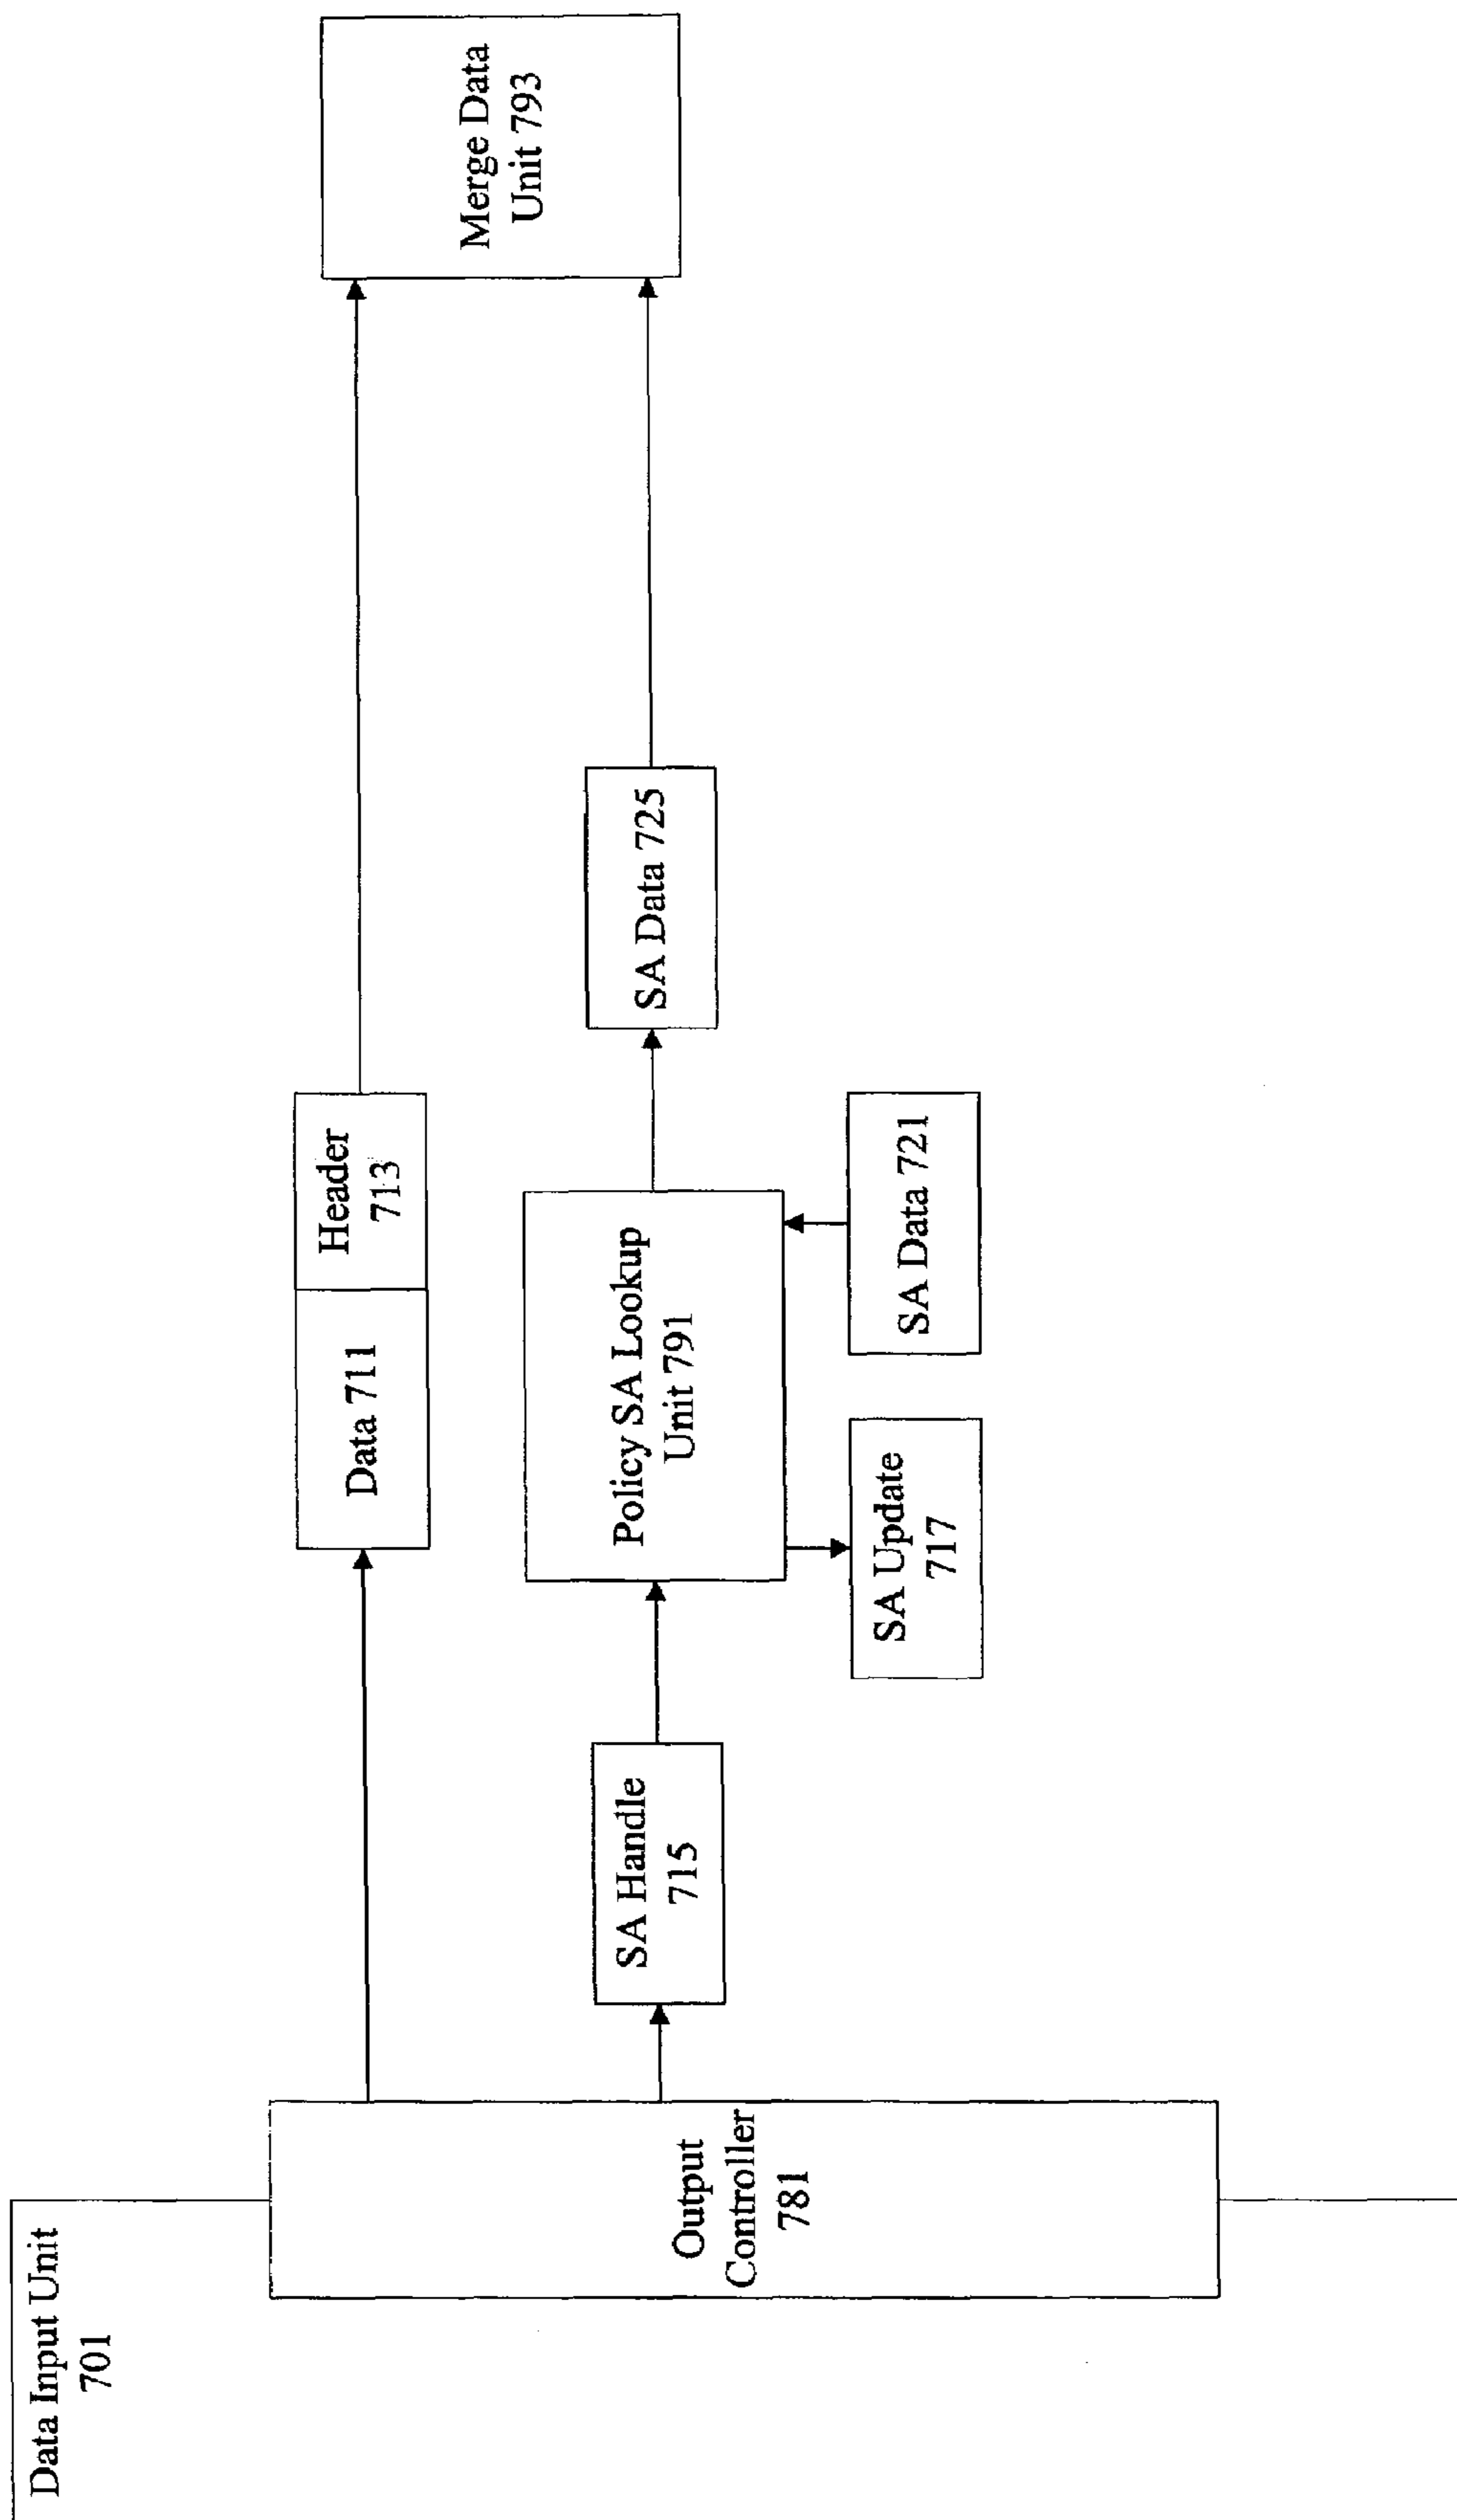 Data Input Unit
701
Output
Controller
781
Data 711
Header
713
SA Handle
715
Policy SA Lookup
Unit 791
SA Update
717
SA Data 721
SA Data 725
Merge Data
Unit 793